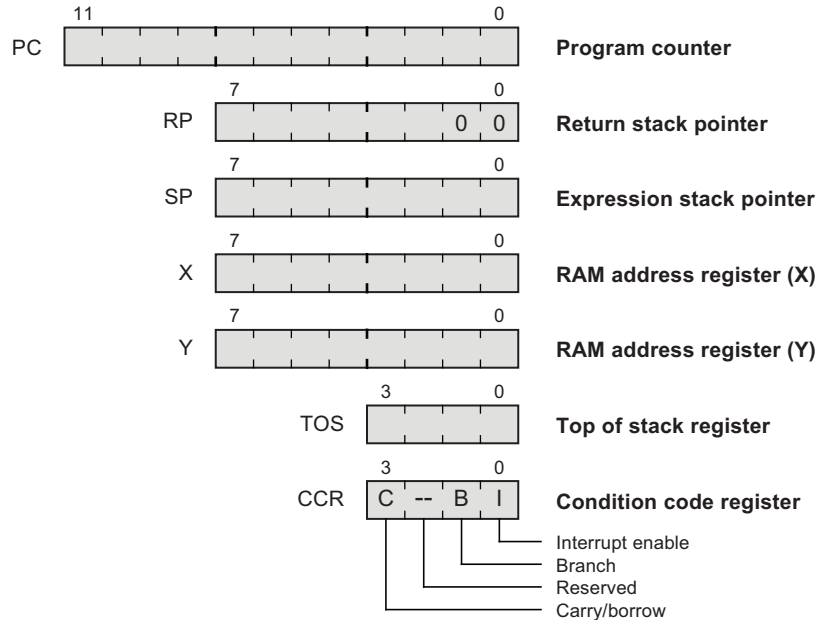 11 0
PC Program counter
7 0
RP 0 0 Return stack pointer
7 0
SP Expression stack pointer
7 0
X RAM address register (X)
7 0
Y RAM address register (Y)
3 0
TOS Top of stack register
3 0
CCR C -- B I Condition code register
Interrupt enable
Branch
Reserved
Carry/borrow